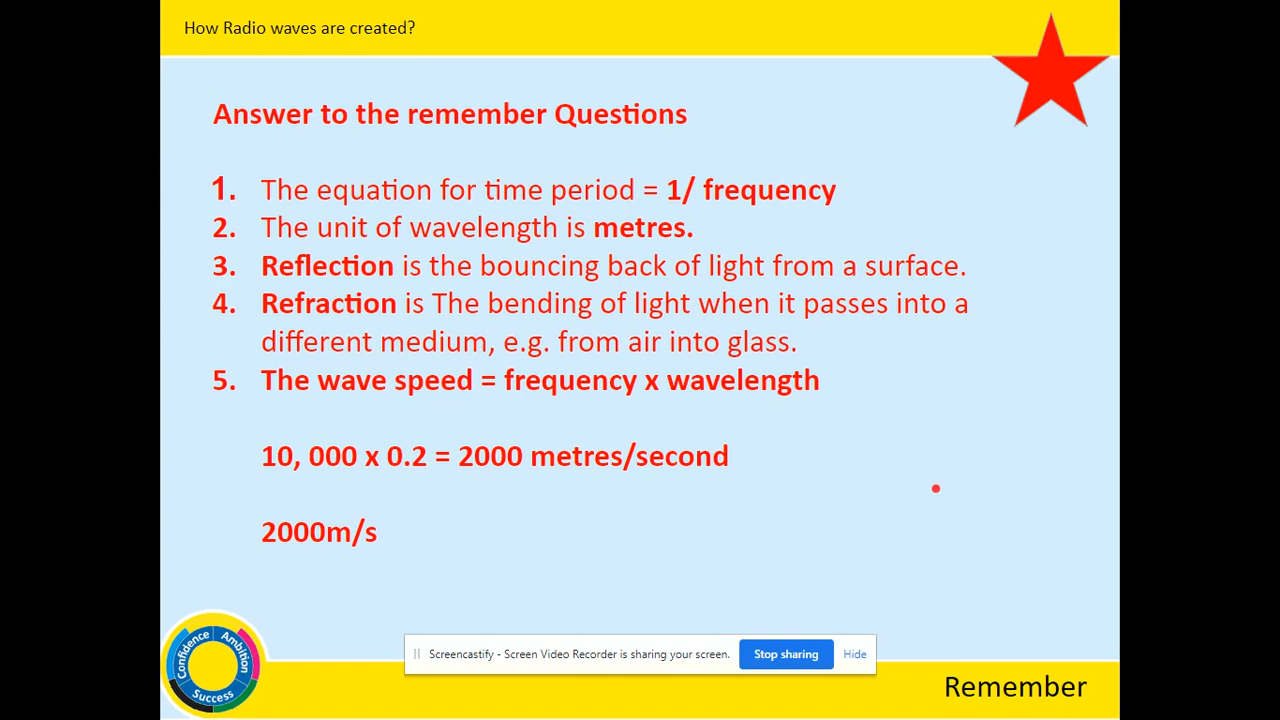 How Radio waves are created?
Answer to the remember Questions
1. The equation for time period = 1/ frequency
2. The unit of wavelength is metres.
3. Reflection is the bouncing back of light from a surface.
4. Refraction is The bending of light when it passes into a
different medium, e.g. from air into glass.
5. The wave speed = frequency x wavelength
10, 000 x 0.2 = 2000 metres/second
2000m/s
Confidence
Ambition
Success
Screencastify - Screen Video Recorder is sharing your screen. Stop sharing Hide
Remember